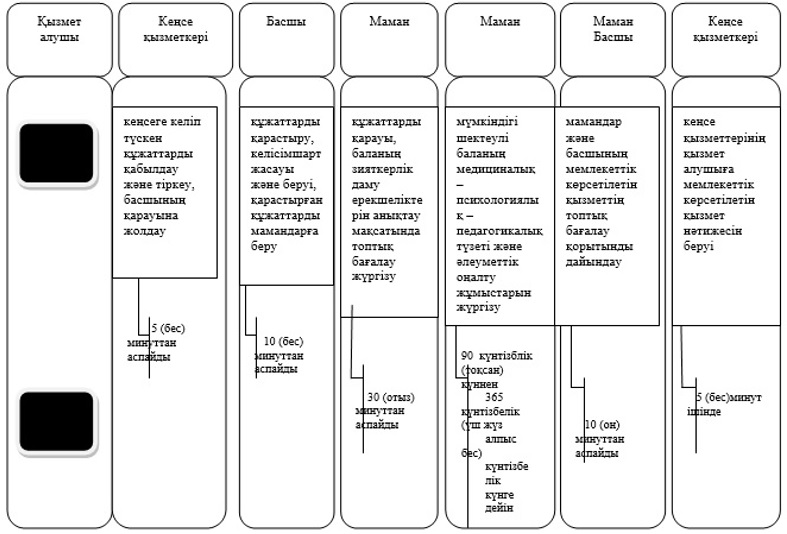 Қызмет
алушы
Кеңсе
қызметкері
Басшы
Маман
Маман
Маман
Басшы
Кеңсе
қызметкері
кеңсеге келіп
түскен
құжаттарды
қабылдау
және тіркеу,
басшының
қарауына
жолдау
5 (бес)
минуттан
аспайды
құжаттарды
қарастыру,
келісімшарт
жасауы
және беруі,
қарастырған
құжаттарды
мамандарға
беру
10 (бес)
минуттан
аспайды
құжаттарды
қарауы,
баланың
зияткерлік
даму
ерекшелікте
рін анықтау
мақсатында
топтық
бағалау
жүргізу
30 (отыз)
минуттан
аспайды
мүмкіндігі
шектеулі
баланың
медициналық
–
психологиялы
қ –
педагогикалық
түзеті және
әлеуметтік
оңалту
жұмыстарын
жүргізу
90 күнтізблік
(тоқсан)
күннен
365
күнтізбелік
(үш жүз
алпыс
бес)
күнтізбе
лік
күнге
дейін
мамандар
және
басшының
мемлекеттік
көрсетілетін
қызметтің
топтық
бағалау
қорытынды
дайындау
10 (он)
минуттан
аспайды
кеңсе
қызметтерінің
қызмет
алушыға
мемлекеттік
көрсетілетін
қызмет
нәтижесін
беруі
5 (бес)минут
ішінде